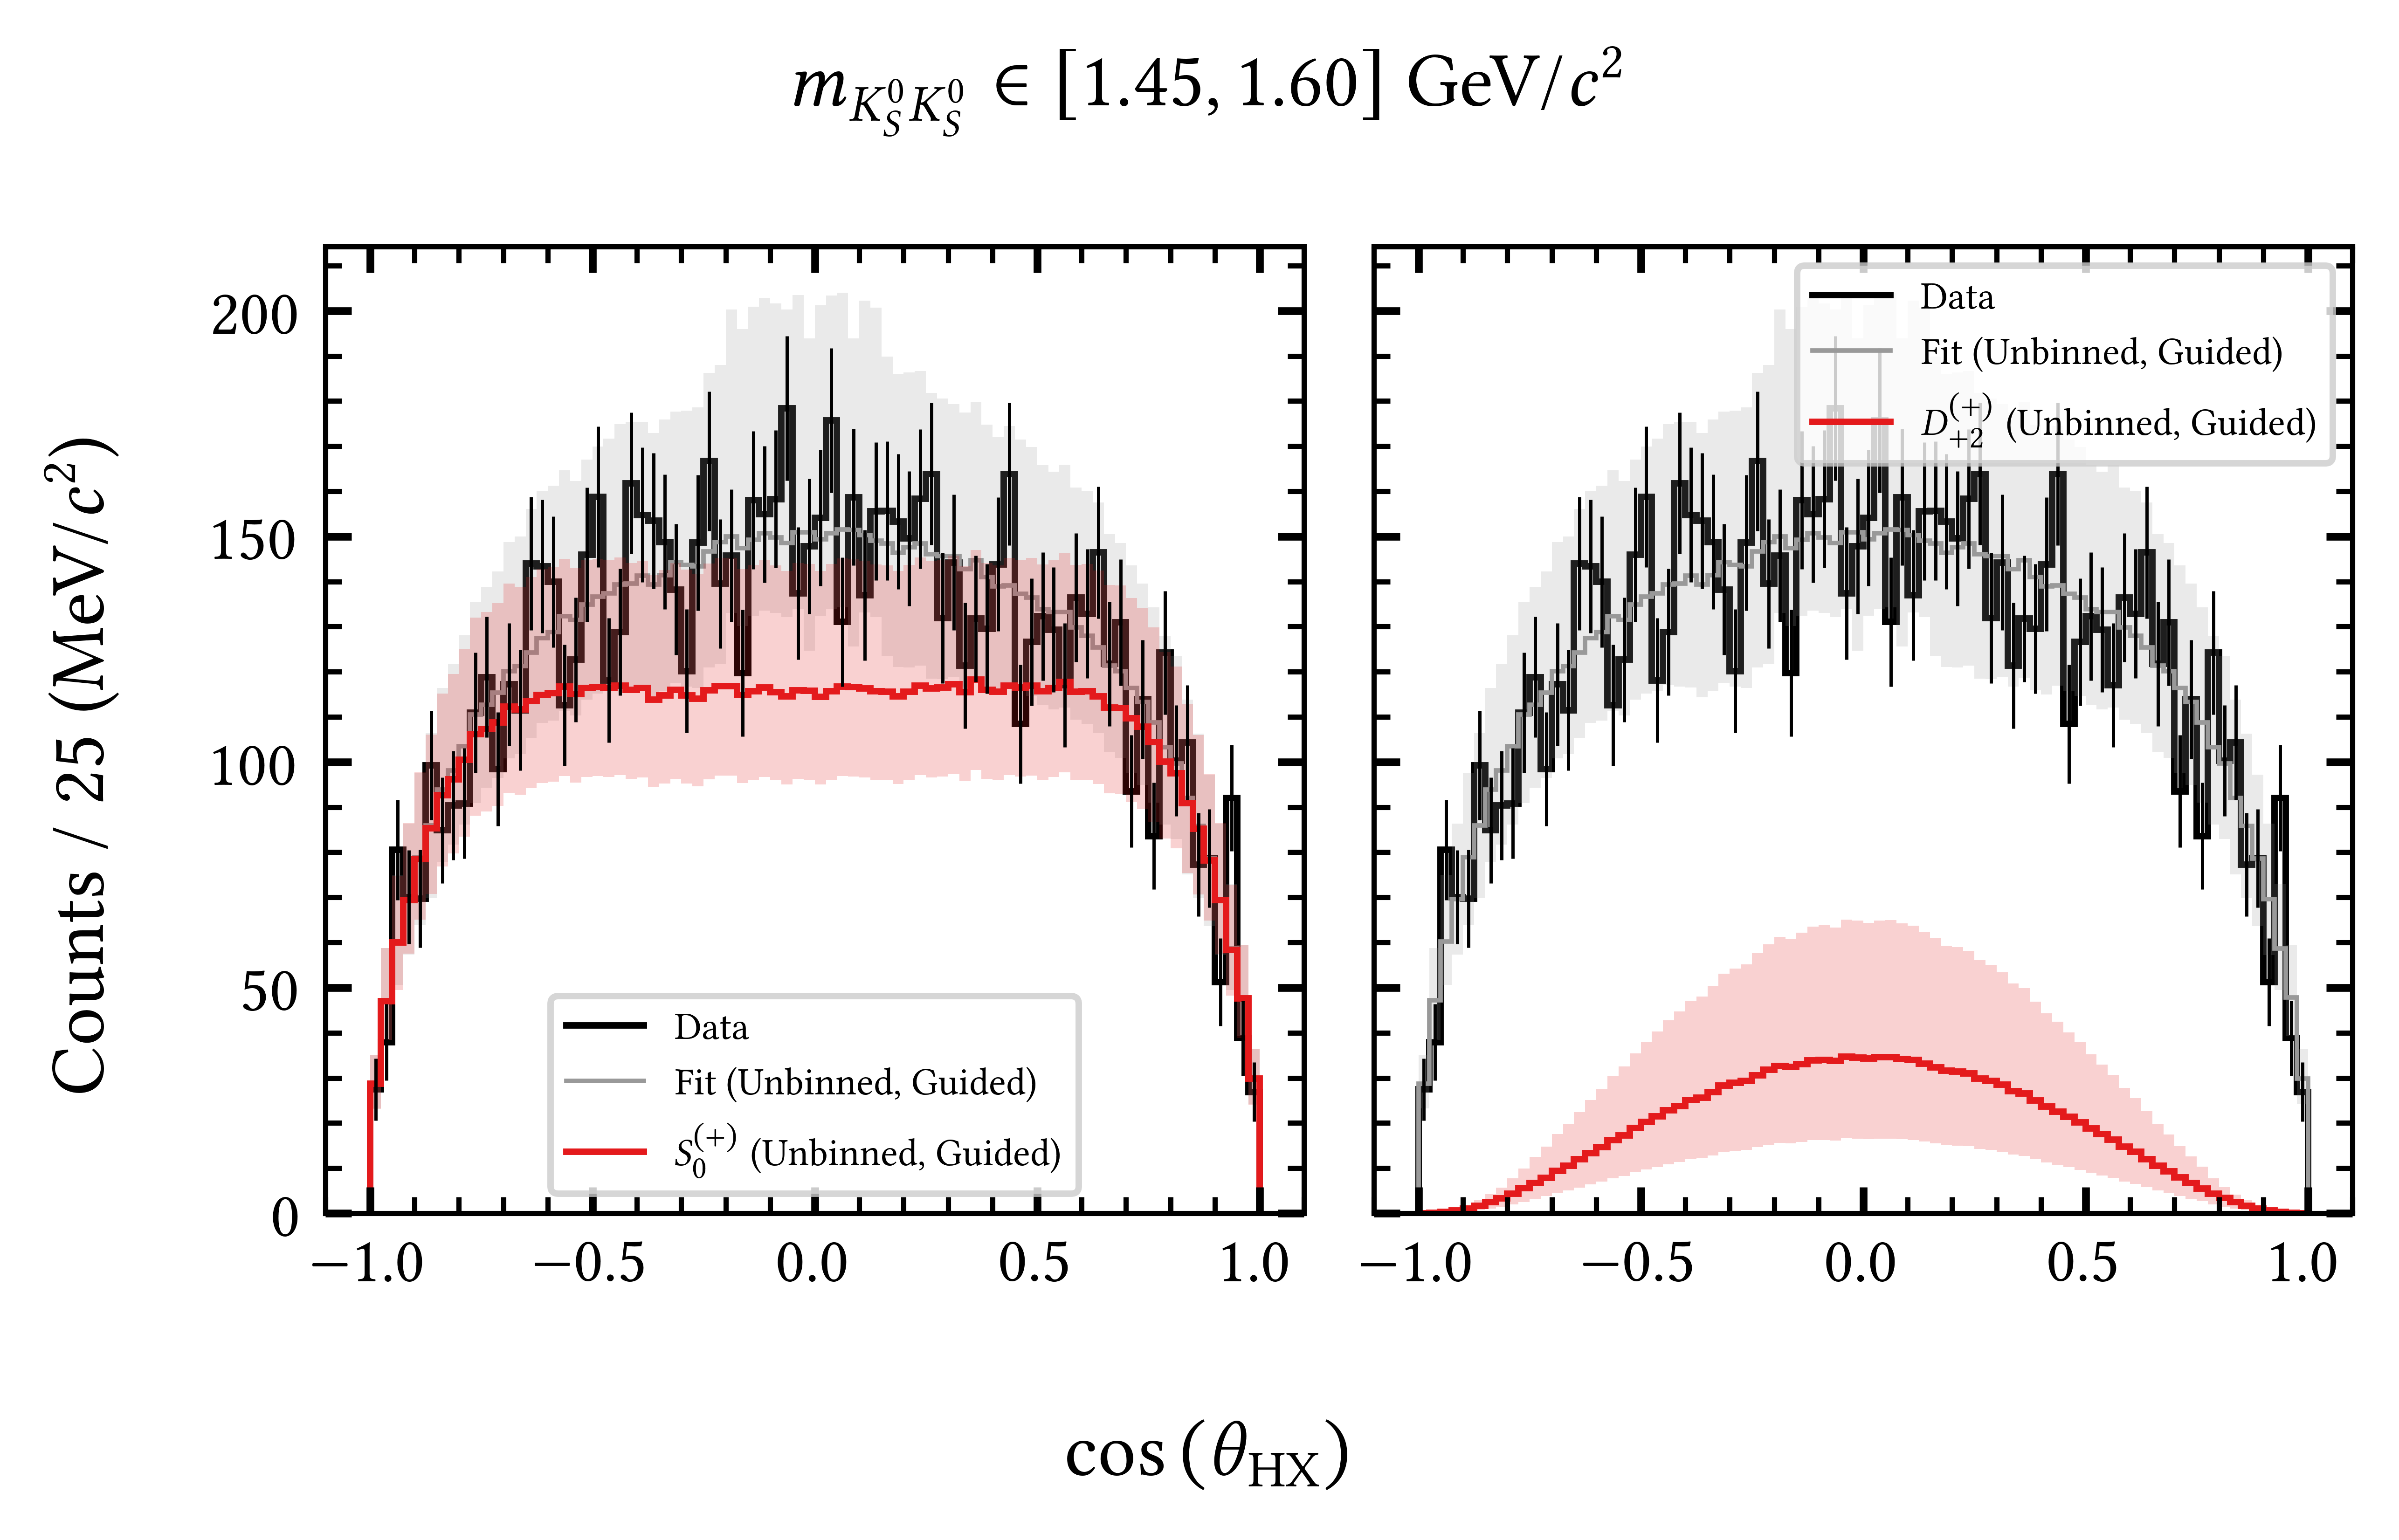 m_{K_S^0 K_S^0} ∈ [1.45, 1.60] GeV/c²
Counts / 25 (MeV/c²)
200
150
100
50
0
Data
Fit (Unbinned, Guided)
S_0^{(+)} (Unbinned, Guided)
−1.0 −0.5 0.0 0.5 1.0
Data
Fit (Unbinned, Guided)
D_{+2}^{(+)} (Unbinned, Guided)
−1.0 −0.5 0.0 0.5 1.0
cos (θ_{HX})